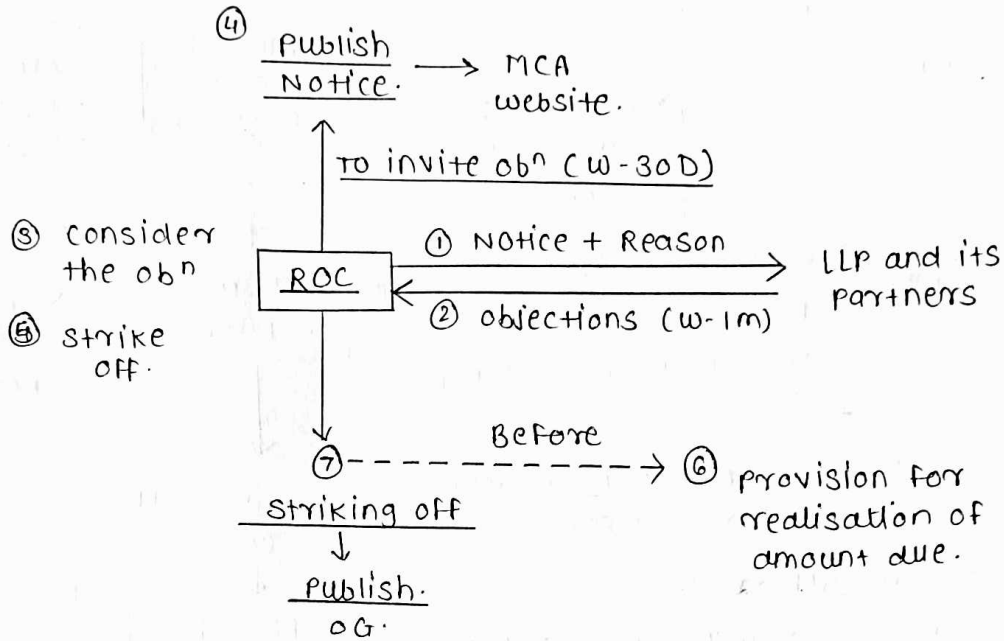 ④ Publish
Notice. → MCA
website.
To invite obⁿ (W-30D)
③ consider
the obⁿ
ROC
① Notice + Reason
② Objections (W-1m)
LLP and its
partners
⑤ Strike
off.
Before
⑦
Striking off
↓
Publish.
OG.
⑥ provision for
realisation of
amount due.